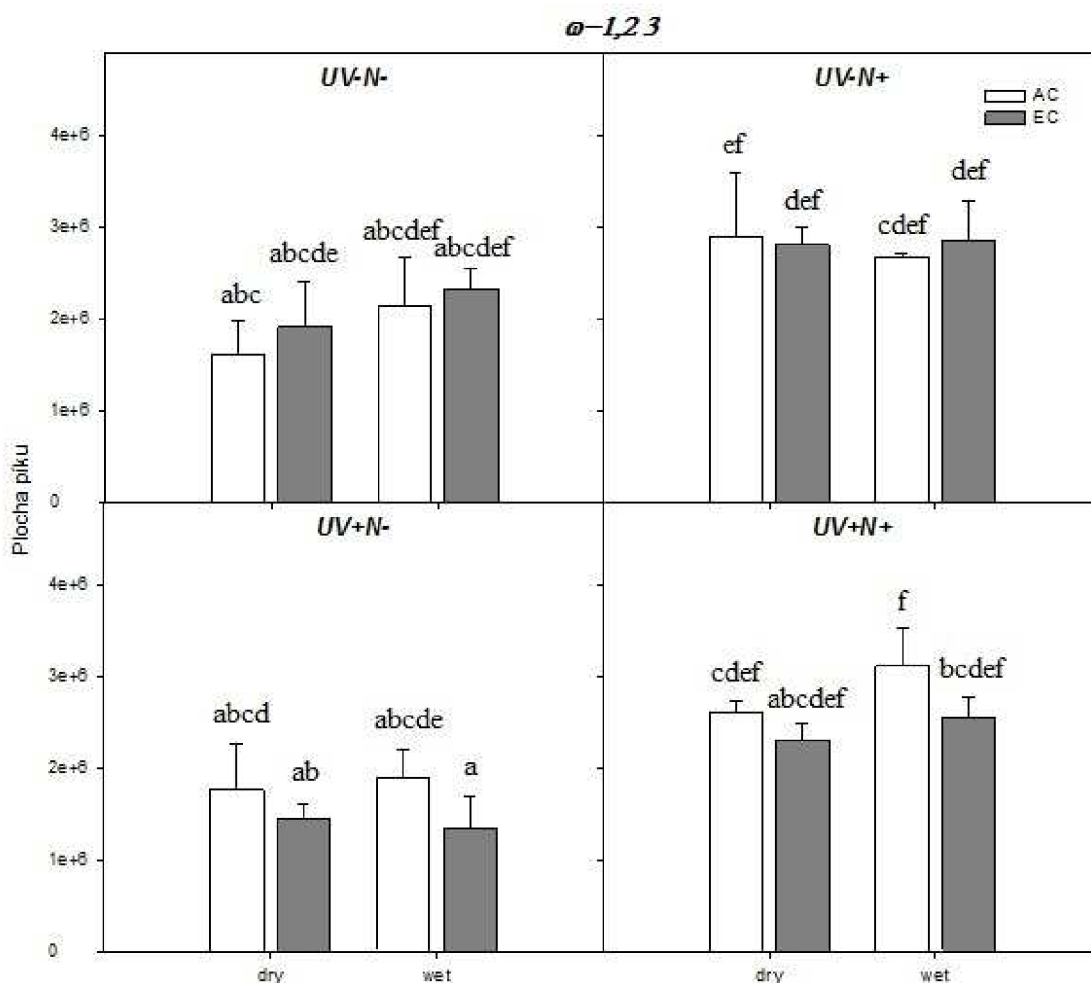 ω–1,2 3
UV-N-
UV-N+
AC
EC
4e+6
3e+6
2e+6
1e+6
0
abc
abcde
abcdef
abcdef
ef
def
cdef
def
Plocha píku
UV+N-
UV+N+
4e+6
3e+6
2e+6
1e+6
0
abcd
ab
abcde
a
cdef
abcdef
f
bcdef
dry
wet
dry
wet